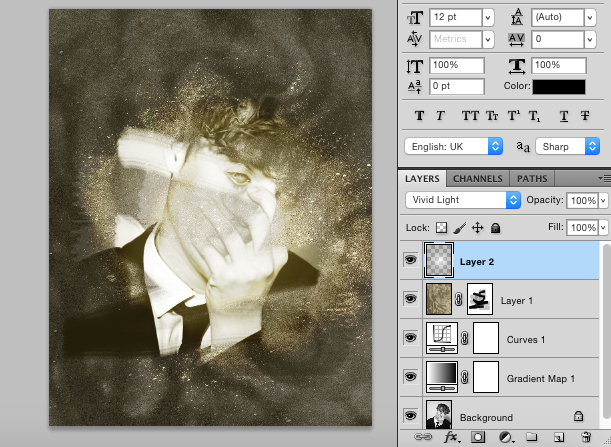 12 pt
(Auto)
Metrics
0
100%
100%
0 pt
Color:
T T TT Tt T¹ T₁ T T
English: UK
aa
Sharp
LAYERS CHANNELS PATHS
Vivid Light
Opacity: 100%
Lock:
Fill: 100%
Layer 2
Layer 1
Curves 1
Gradient Map 1
Background
fx